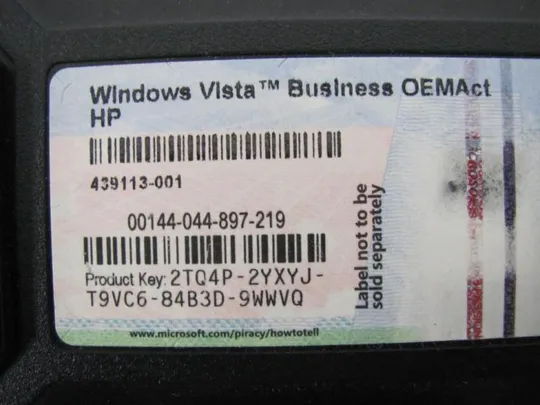 Windows Vista™ Business OEMAct
HP
439113-001
00144-044-897-219
Product Key: 2TQ4P-2YXYJ-
T9VC6-84B3D-9WWVQ
Label not to be
sold separately
www.microsoft.com/piracy/howtotell